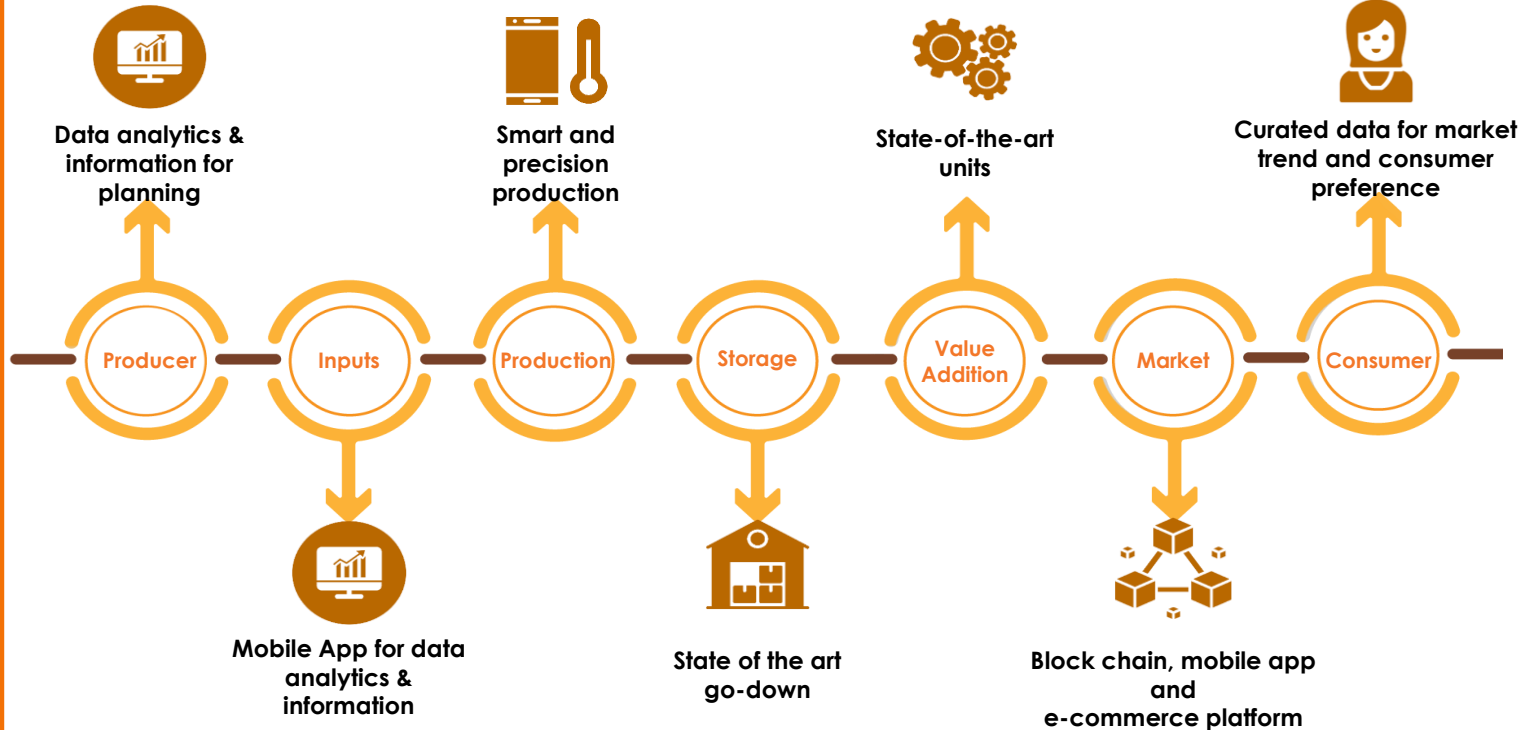 Data analytics &
information for
planning
Smart and
precision
production
State-of-the-art
units
Curated data for market
trend and consumer
preference
Producer
Inputs
Production
Storage
Value
Addition
Market
Consumer
Mobile App for data
analytics &
information
State of the art
go-down
Block chain, mobile app
and
e-commerce platform